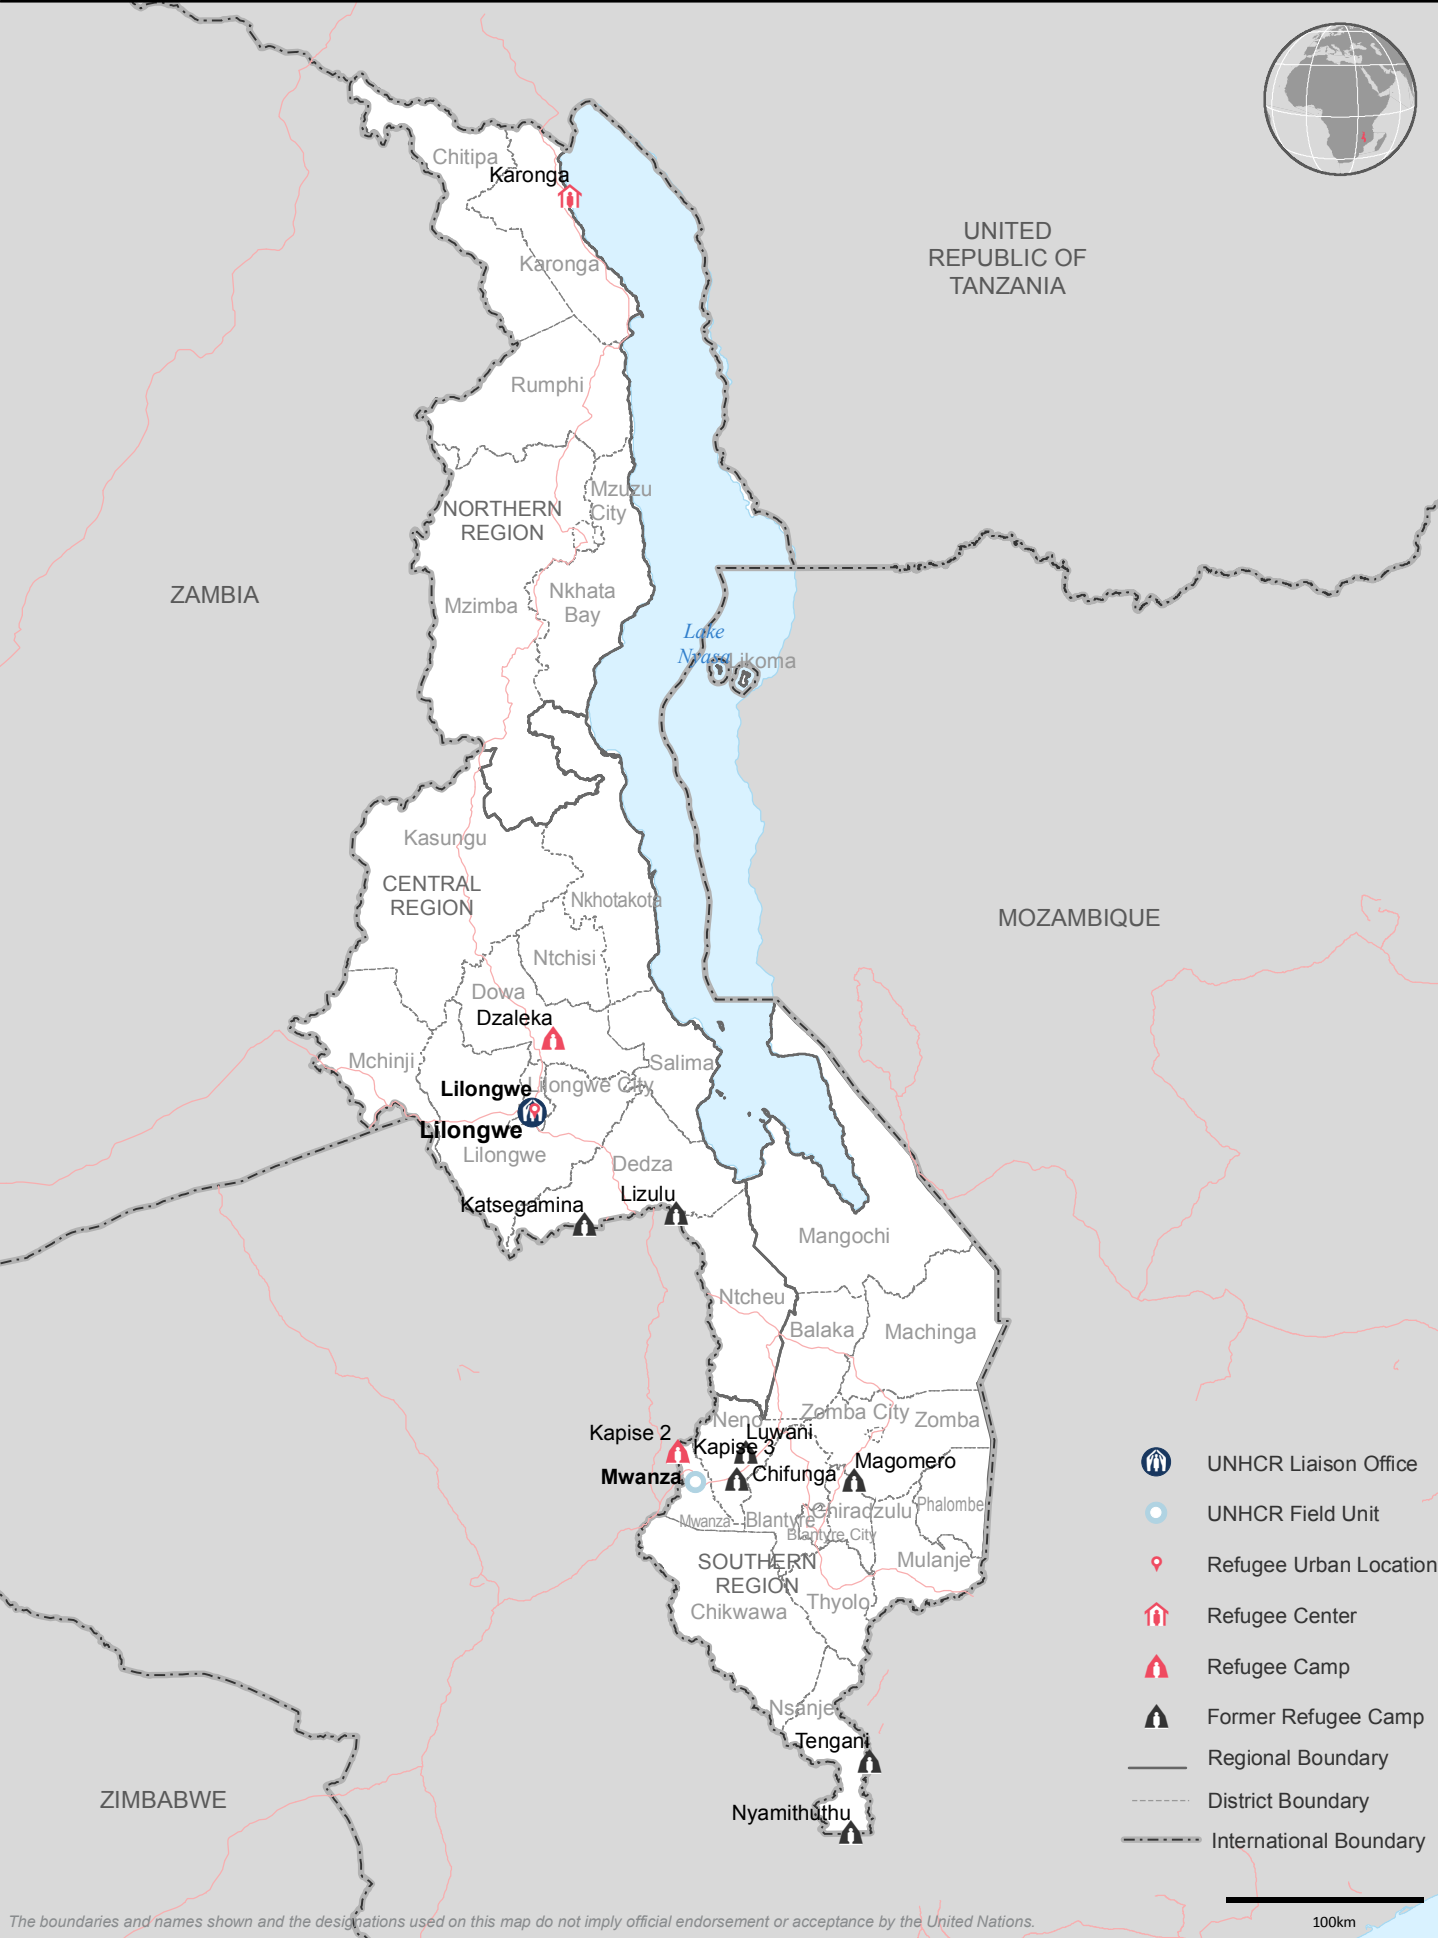 Chitipa
Karonga
UNITED
REPUBLIC OF
TANZANIA
Karonga
Rumphi
Mzuzu
City
NORTHERN
REGION
ZAMBIA
Nkhata
Bay
Mzimba
Lake
Nyasa
Likoma
Kasungu
CENTRAL
REGION
Nkhotakota
MOZAMBIQUE
Ntchisi
Dowa
Dzaleka
Mchinji
Salima
Lilongwe
Lilongwe City
Lilongwe
Lilongwe
Dedza
Katsegamina
Lizulu
Mangochi
Ntcheu
Balaka
Machinga
Neno
Zomba City
Zomba
Kapise 2
Luwani
Kapise 3
Magomero
Mwanza
Chifunga
Mwanza
Blantyre
Chiradzulu
Phalombe
Blantyre City
SOUTHERN
REGION
Mulanje
Chikwawa
Thyolo
Nsanje
Tengani
ZIMBABWE
Nyamithuthu
UNHCR Liaison Office
UNHCR Field Unit
Refugee Urban Location
Refugee Center
Refugee Camp
Former Refugee Camp
Regional Boundary
District Boundary
International Boundary
100km
The boundaries and names shown and the designations used on this map do not imply official endorsement or acceptance by the United Nations.